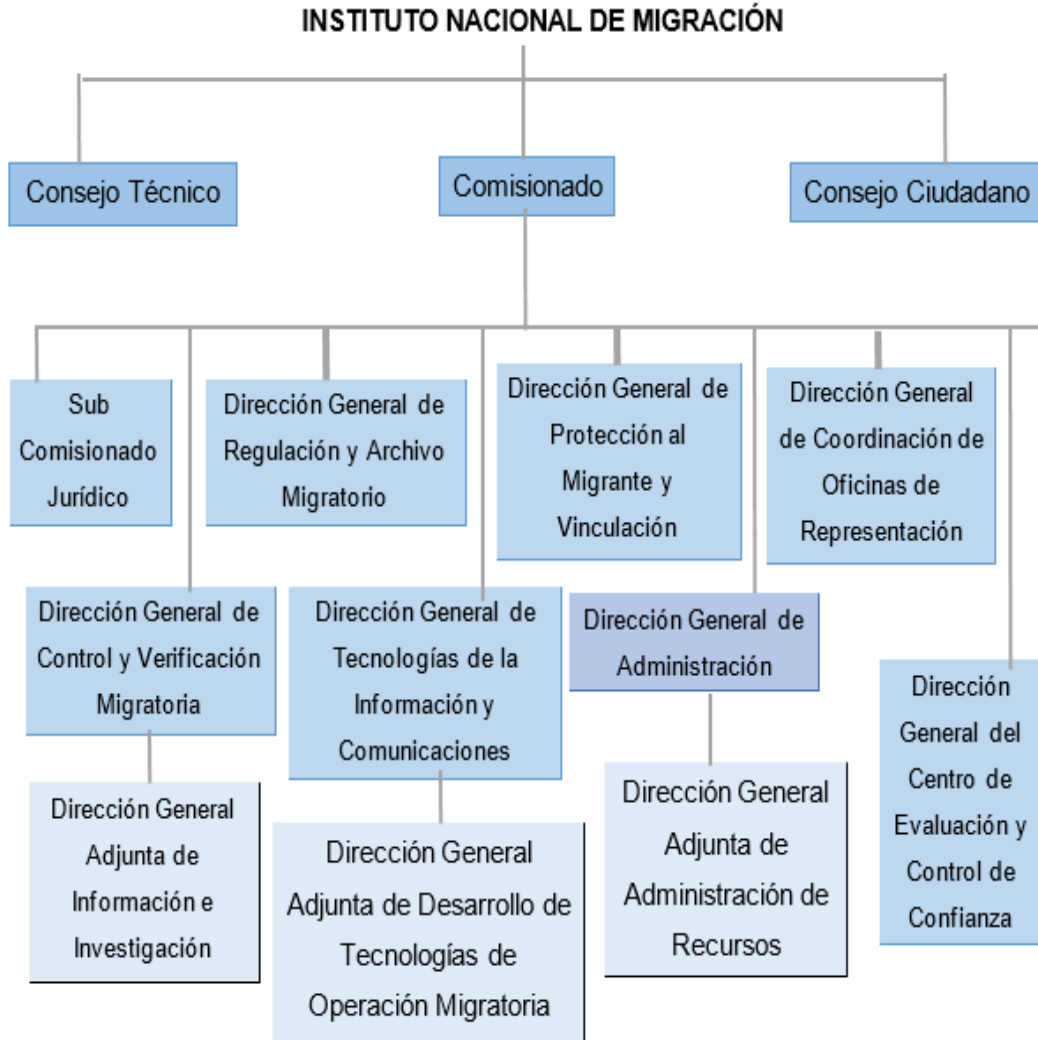 INSTITUTO NACIONAL DE MIGRACIÓN
Consejo Técnico
Comisionado
Consejo Ciudadano
Sub
Comisionado
Jurídico
Dirección General de
Regulación y Archivo
Migratorio
Dirección General de
Protección al
Migrante y
Vinculación
Dirección General
de Coordinación de
Oficinas de
Representación
Dirección General de
Control y Verificación
Migratoria
Dirección General de
Tecnologías de la
Información y
Comunicaciones
Dirección General de
Administración
Dirección
General del
Centro de
Evaluación y
Control de
Confianza
Dirección General
Adjunta de
Información e
Investigación
Dirección General
Adjunta de Desarrollo de
Tecnologías de
Operación Migratoria
Dirección General
Adjunta de
Administración de
Recursos